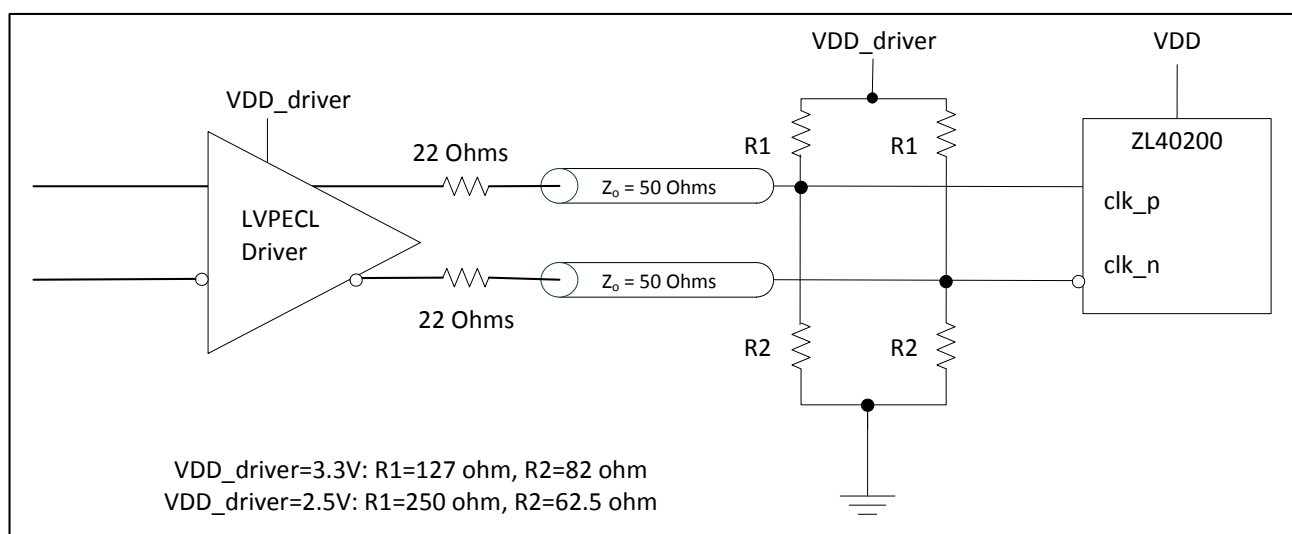 VDD_driver
VDD
VDD_driver
22 Ohms
R1
R1
ZL40200
Zo = 50 Ohms
clk_p
LVPECL
Driver
clk_n
Zo = 50 Ohms
22 Ohms
R2
R2
VDD_driver=3.3V: R1=127 ohm, R2=82 ohm
VDD_driver=2.5V: R1=250 ohm, R2=62.5 ohm